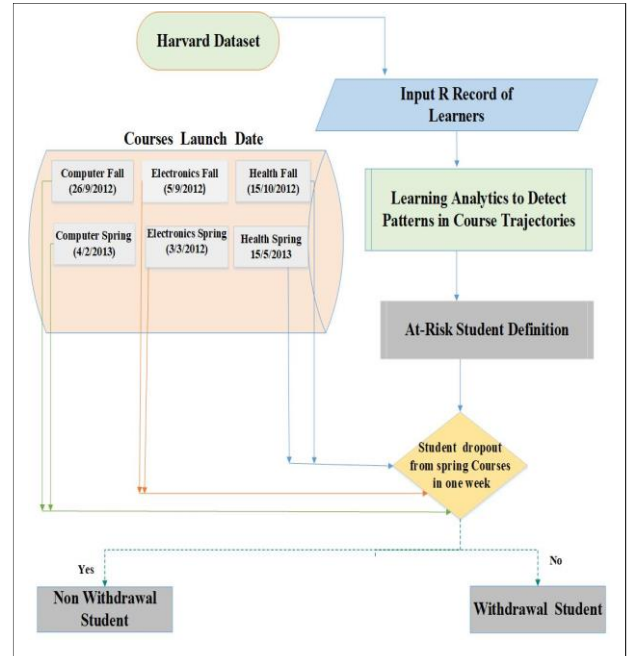 Harvard Dataset
Input R Record of
Learners
Courses Launch Date
Computer Fall
(26/9/2012)
Electronics Fall
(5/9/2012)
Health Fall
(15/10/2012)
Computer Spring
(4/2/2013)
Electronics Spring
(3/3/2012)
Health Spring
15/5/2013
Learning Analytics to Detect
Patterns in Course Trajectories
At-Risk Student Definition
Student dropout
from spring Courses
in one week
Yes
No
Non Withdrawal
Student
Withdrawal Student